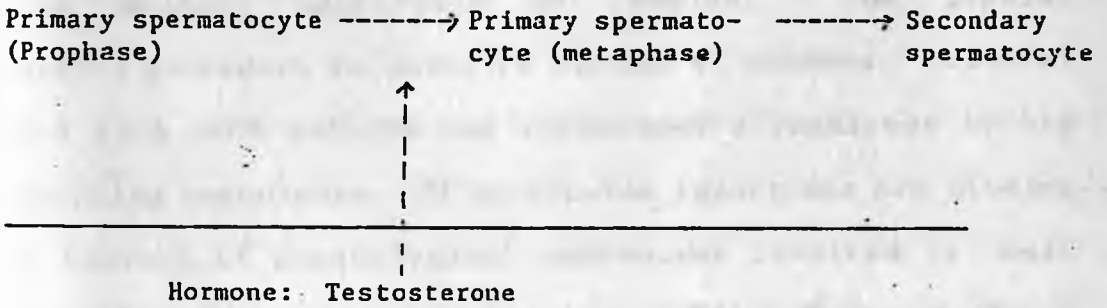 Primary spermatocyte -------> Primary spermato- -------> Secondary
(Prophase) cyte (metaphase) spermatocyte
Hormone: Testosterone